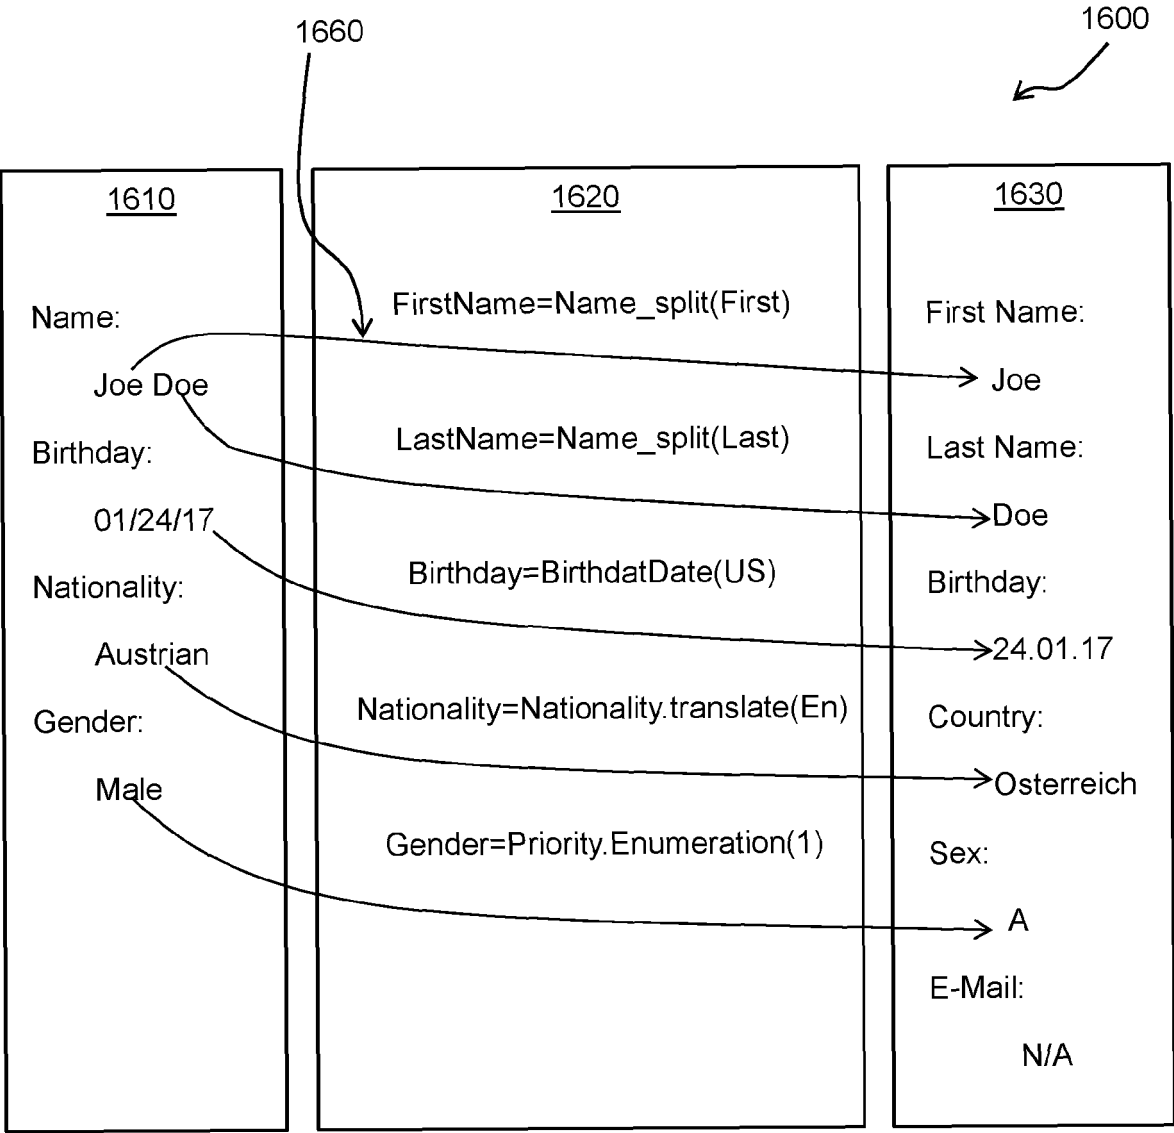 1660
1600
1610
Name:
Joe Doe
Birthday:
01/24/17
Nationality:
Austrian
Gender:
Male
1620
FirstName=Name_split(First)
LastName=Name_split(Last)
Birthday=BirthdatDate(US)
Nationality=Nationality.translate(En)
Gender=Priority.Enumeration(1)
1630
First Name:
Joe
Last Name:
Doe
Birthday:
24.01.17
Country:
Osterreich
Sex:
A
E-Mail:
N/A